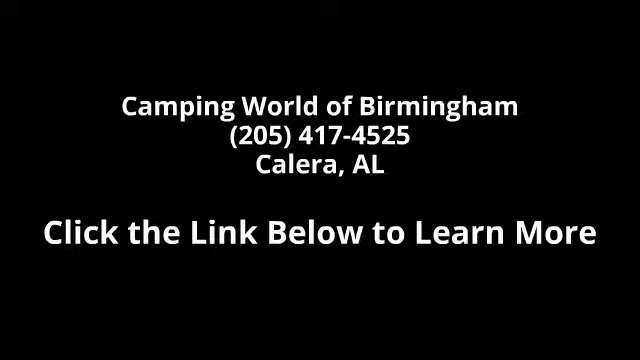 Camping World of Birmingham
(205) 417-4525
Calera, AL
Click the Link Below to Learn More